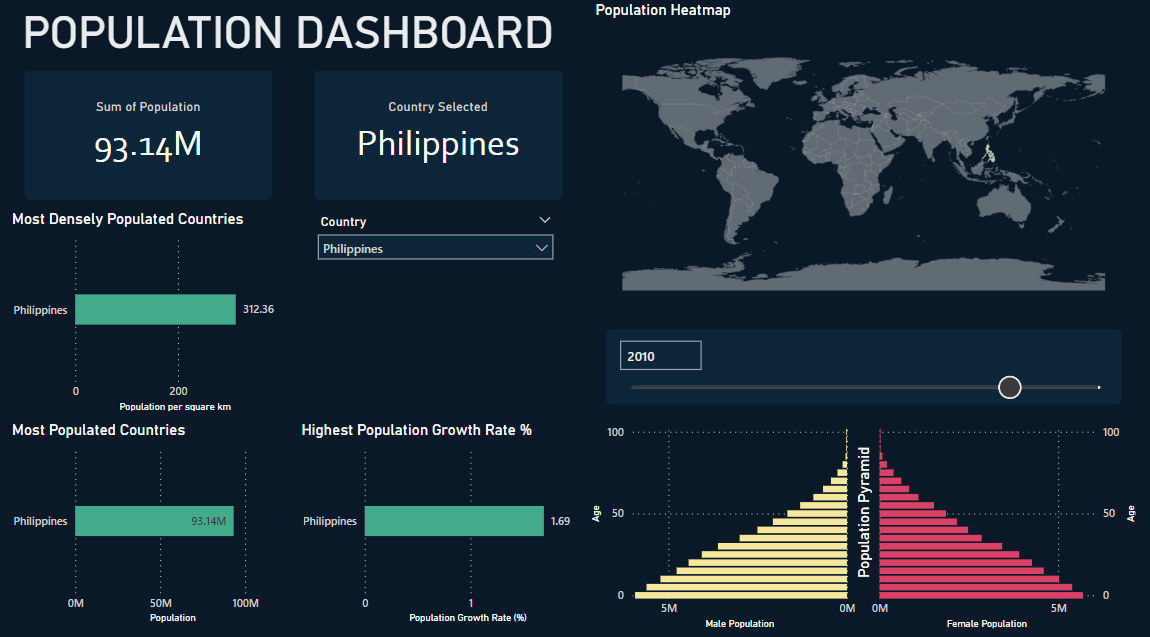 POPULATION DASHBOARD
Sum of Population
93.14M
Country Selected
Philippines
Country
Philippines
Most Densely Populated Countries
Philippines
312.36
0
200
Population per square km
Most Populated Countries
Philippines
93.14M
0M
50M
100M
Population
Highest Population Growth Rate %
Philippines
1.69
0
1
Population Growth Rate (%)
Population Heatmap
2010
100
50
0
Age
5M
0M
Male Population
Population Pyramid
0M
5M
Female Population
100
50
0
Age